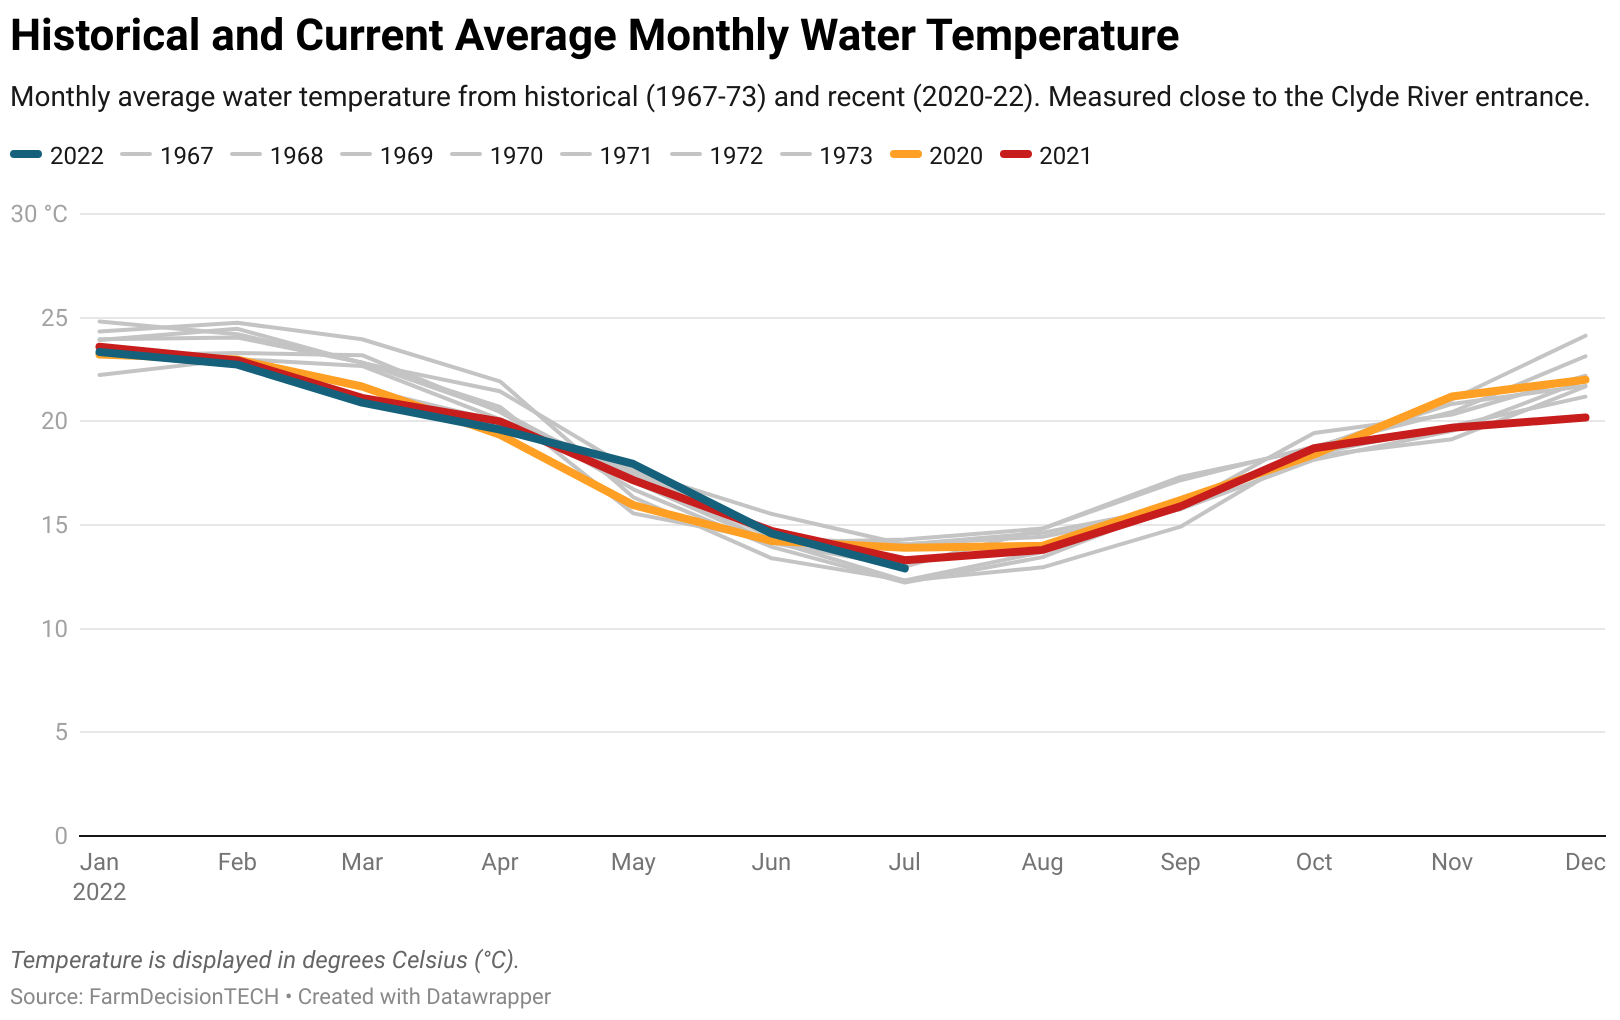 Historical and Current Average Monthly Water Temperature
Monthly average water temperature from historical (1967-73) and recent (2020-22). Measured close to the Clyde River entrance.
2022 1967 1968 1969 1970 1971 1972 1973 2020 2021
30 °C
25
20
15
10
5
0
Jan Feb Mar Apr May Jun Jul Aug Sep Oct Nov Dec
2022
Temperature is displayed in degrees Celsius (°C).
Source: FarmDecisionTECH • Created with Datawrapper